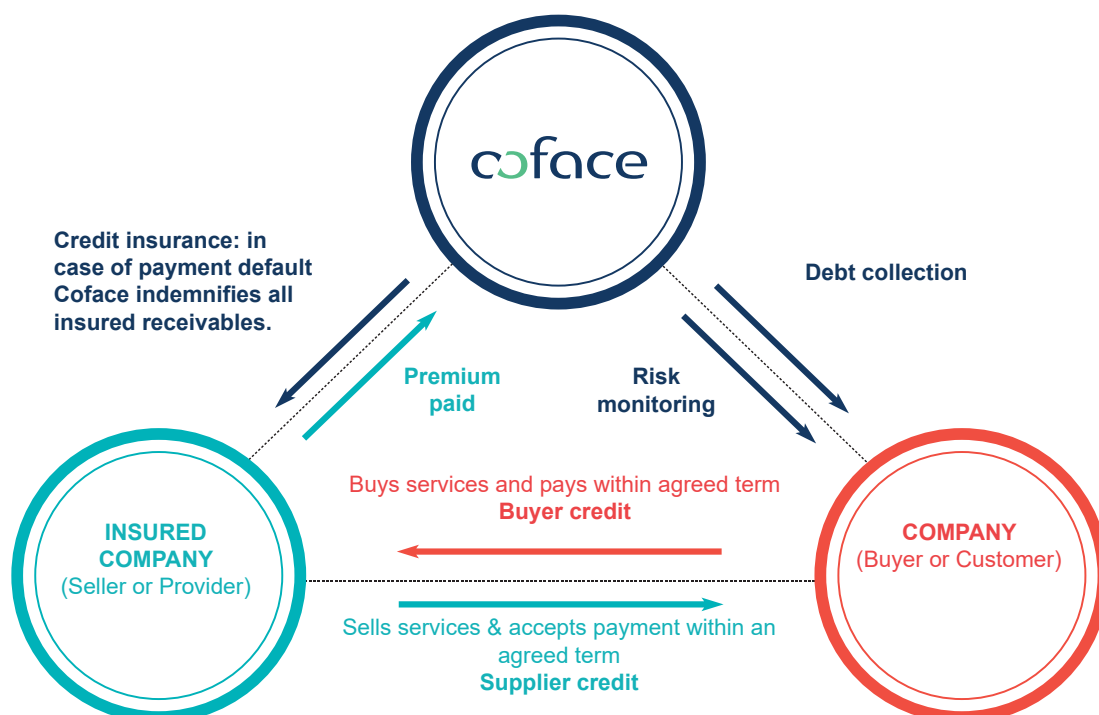 coface
Credit insurance: in
case of payment default
Coface indemnifies all
insured receivables.
Debt collection
Premium
paid
Risk
monitoring
Buys services and pays within agreed term
Buyer credit
INSURED
COMPANY
(Seller or Provider)
COMPANY
(Buyer or Customer)
Sells services & accepts payment within an
agreed term
Supplier credit